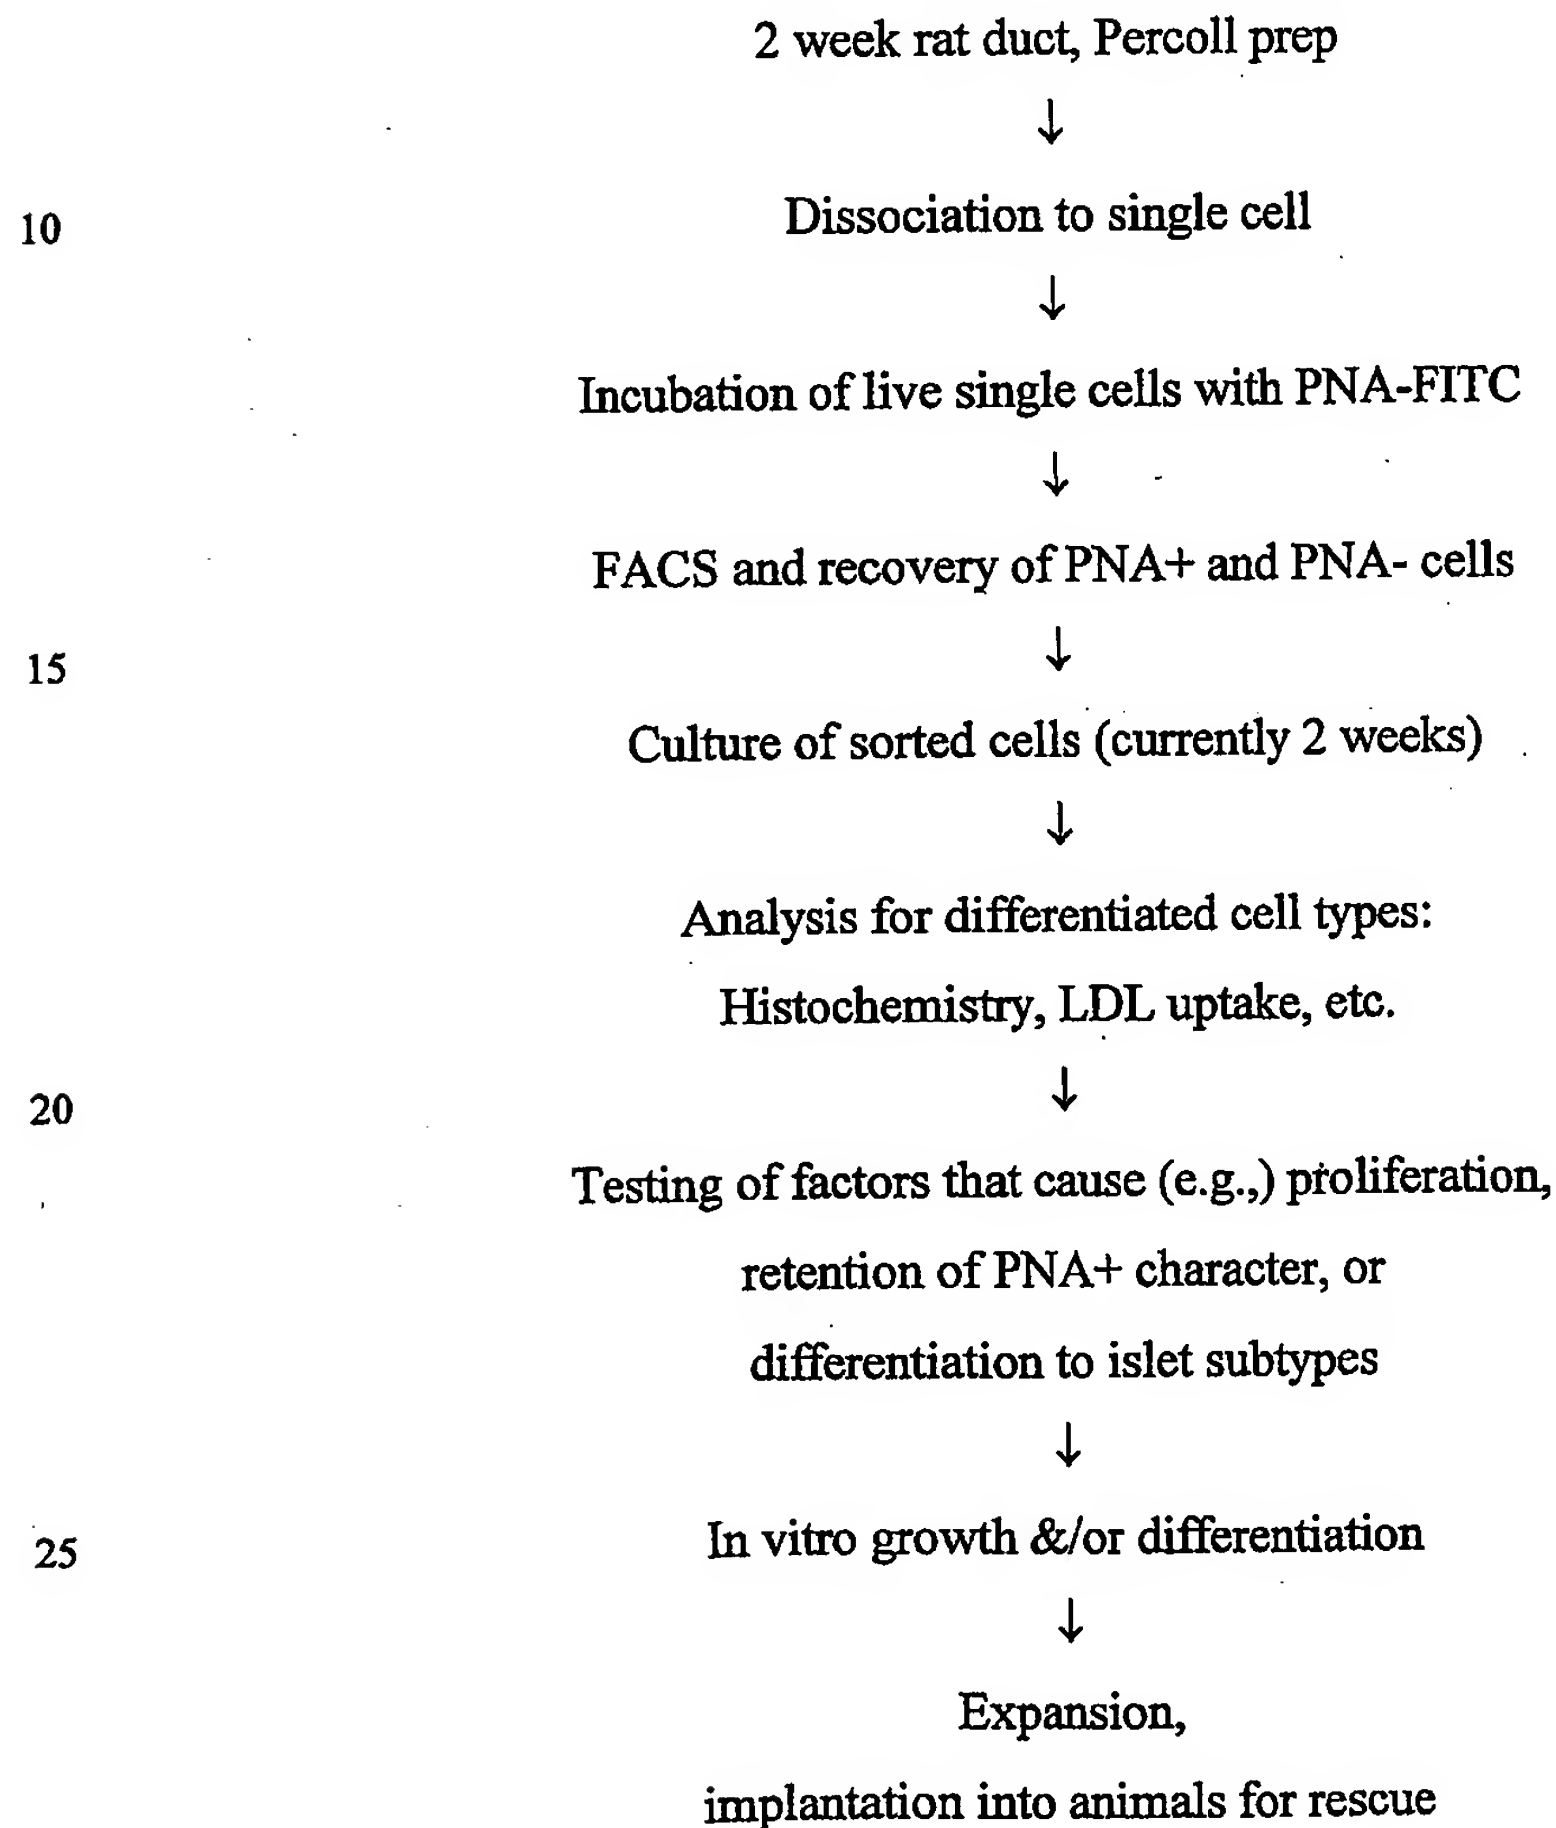 2 week rat duct, Percoll prep
↓
10 Dissociation to single cell
↓
Incubation of live single cells with PNA-FITC
↓
FACS and recovery of PNA+ and PNA- cells
↓
15
Culture of sorted cells (currently 2 weeks)
↓
Analysis for differentiated cell types:
Histochemistry, LDL uptake, etc.
↓
20
Testing of factors that cause (e.g.,) proliferation,
retention of PNA+ character, or
differentiation to islet subtypes
↓
25 In vitro growth &/or differentiation
↓
Expansion,
implantation into animals for rescue